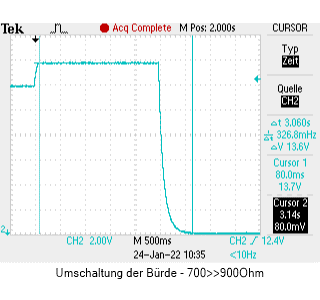 Tek Acq Complete M Pos: 2.000s CURSOR
Typ
Zeit
Quelle
CH2
Δt 3.060s
1/Δt 326.8mHz
ΔV 13.6V
Cursor 1
80.0ms
13.7V
Cursor 2
3.14s
80.0mV
2
CH2 2.00V M 500ms CH2 / 12.4V
24-Jan-22 10:35 <10Hz
Umschaltung der Bürde - 700>>900Ohm